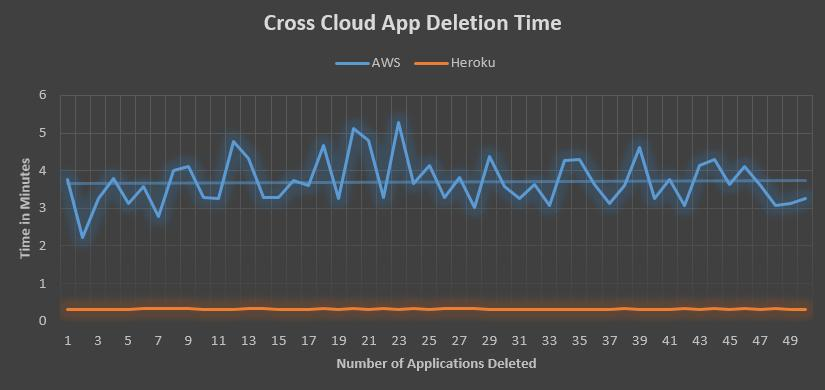 Cross Cloud App Deletion Time
AWS Heroku
6
5
4
3
2
1
0
Time in Minutes
1 3 5 7 9 11 13 15 17 19 21 23 25 27 29 31 33 35 37 39 41 43 45 47 49
Number of Applications Deleted